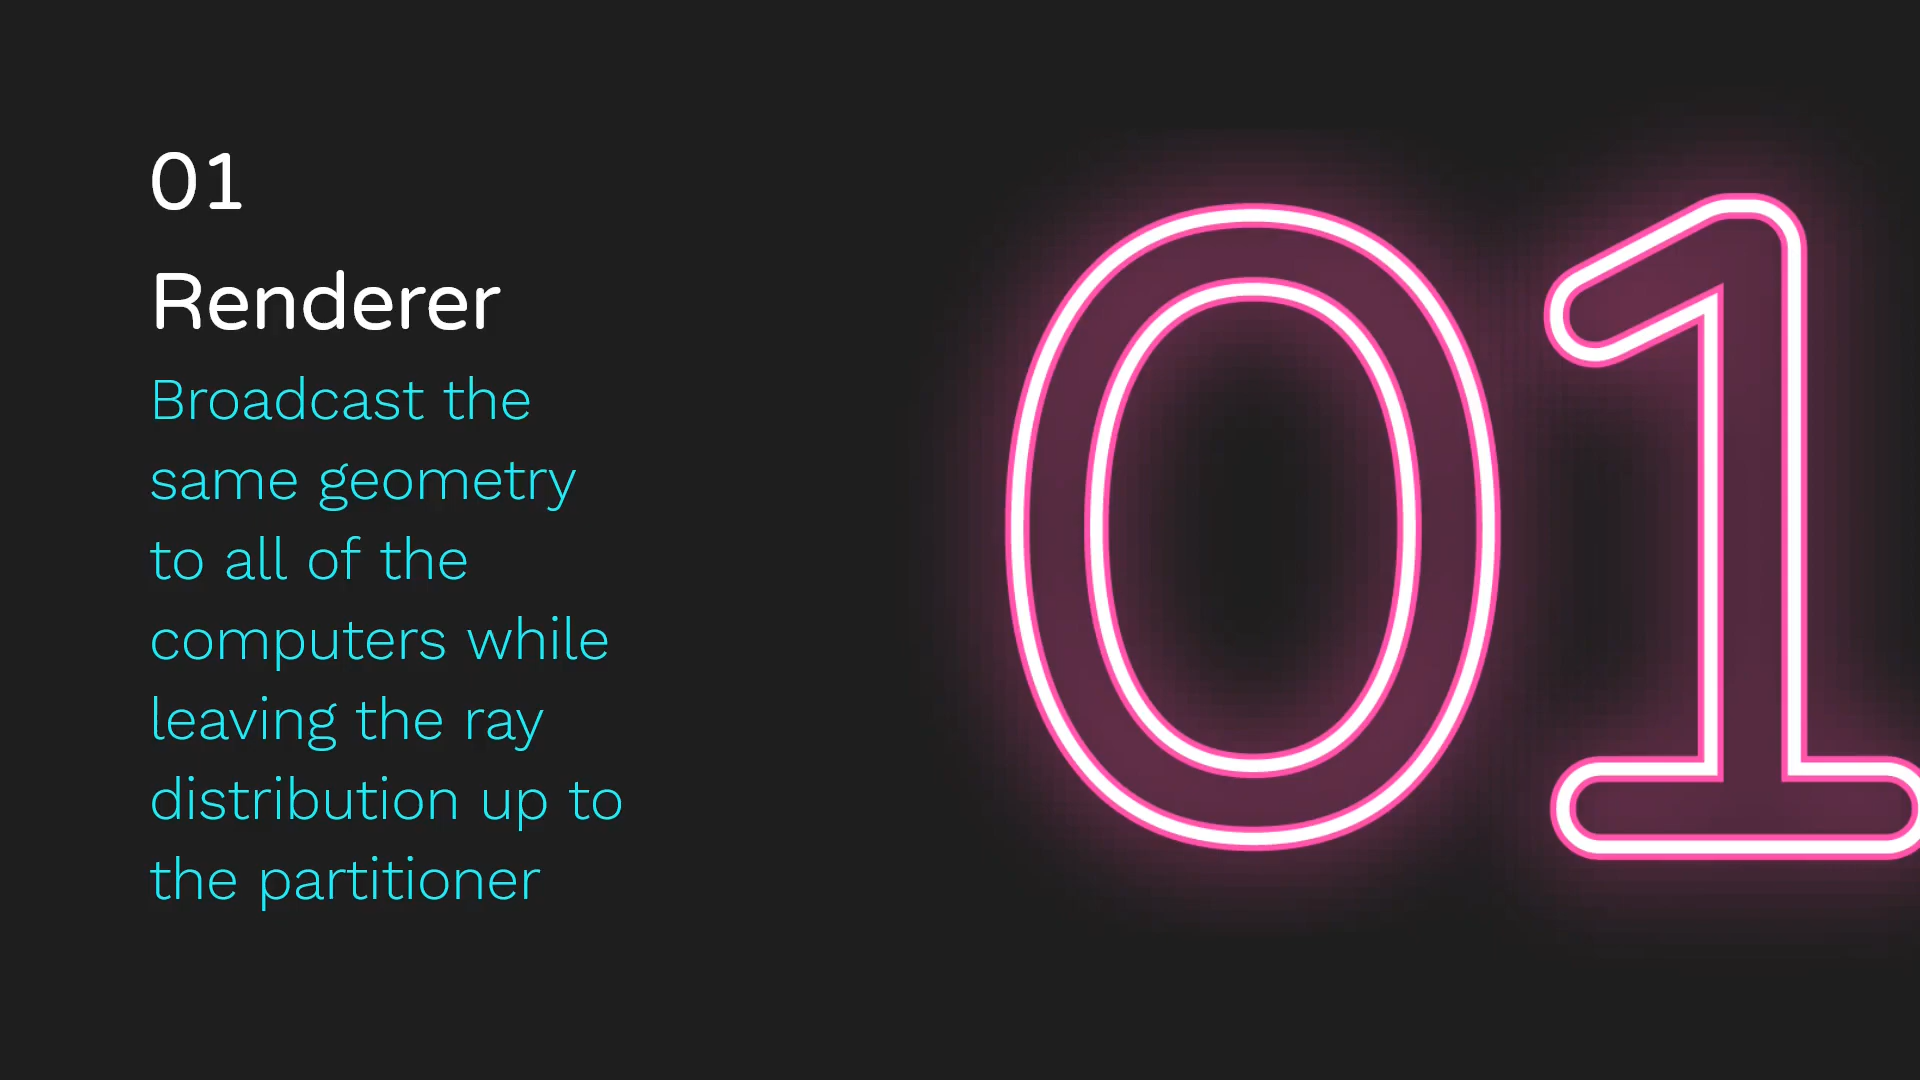 01
Renderer
Broadcast the
same geometry
to all of the
computers while
leaving the ray
distribution up to
the partitioner
01